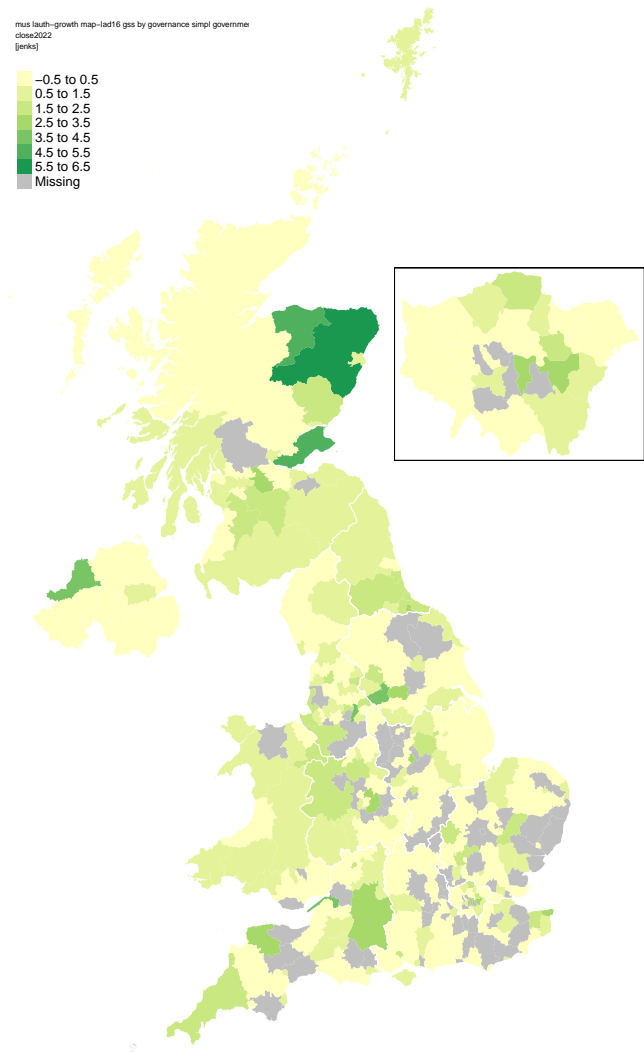 mus lauth−growth map−lad16 gss by governance simpl governme
close2022
[jenks]
−0.5 to 0.5
0.5 to 1.5
1.5 to 2.5
2.5 to 3.5
3.5 to 4.5
4.5 to 5.5
5.5 to 6.5
Missing